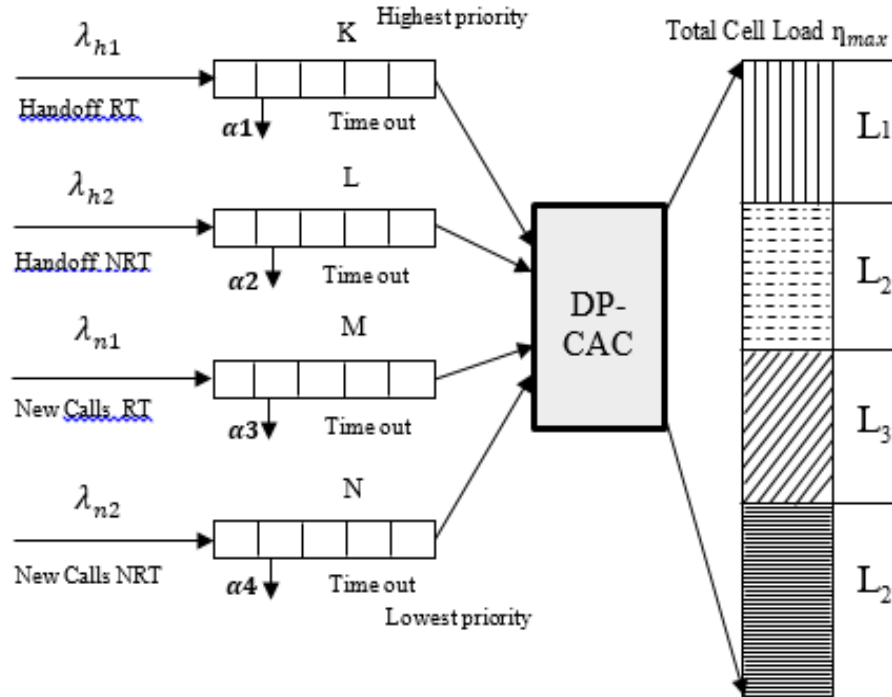 K
Highest priority
λh1
Handoff RT
α1
Time out
L
λh2
Handoff NRT
α2
Time out
M
λn1
New Calls RT
α3
Time out
N
λn2
New Calls NRT
α4
Time out
Lowest priority
DP-
CAC
Total Cell Load ηmax
L1
L2
L3
L2